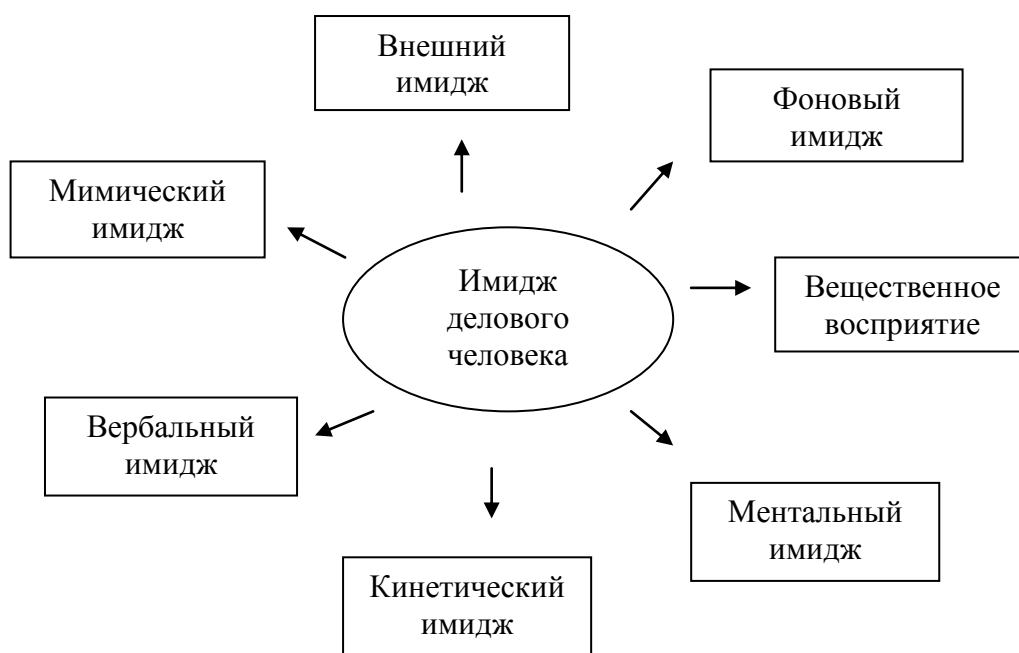 Внешний
имидж
Фоновый
имидж
Мимический
имидж
Имидж
делового
человека
Вещественное
восприятие
Вербальный
имидж
Ментальный
имидж
Кинетический
имидж